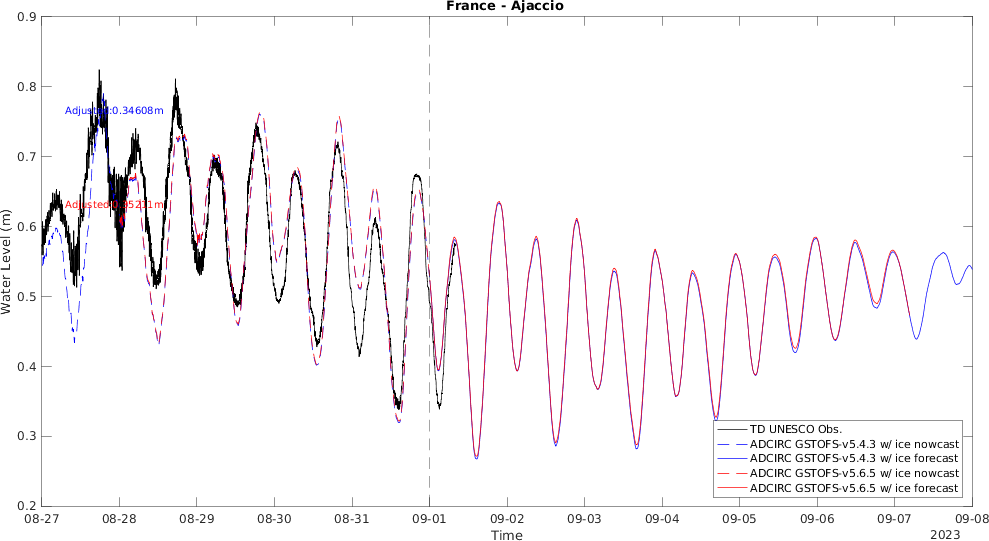 France - Ajaccio
0.9
0.8
0.7
0.6
0.5
0.4
0.3
0.2
Water Level (m)
Adjusted 0.34608m
TD UNESCO Obs.
ADCIRC GSTOFS-v5.4.3 w/ ice nowcast
ADCIRC GSTOFS-v5.4.3 w/ ice forecast
ADCIRC GSTOFS-v5.6.5 w/ ice nowcast
ADCIRC GSTOFS-v5.6.5 w/ ice forecast
08-27 08-28 08-29 08-30 08-31 09-01 09-02 09-03 09-04 09-05 09-06 09-07 09-08
Time
2023